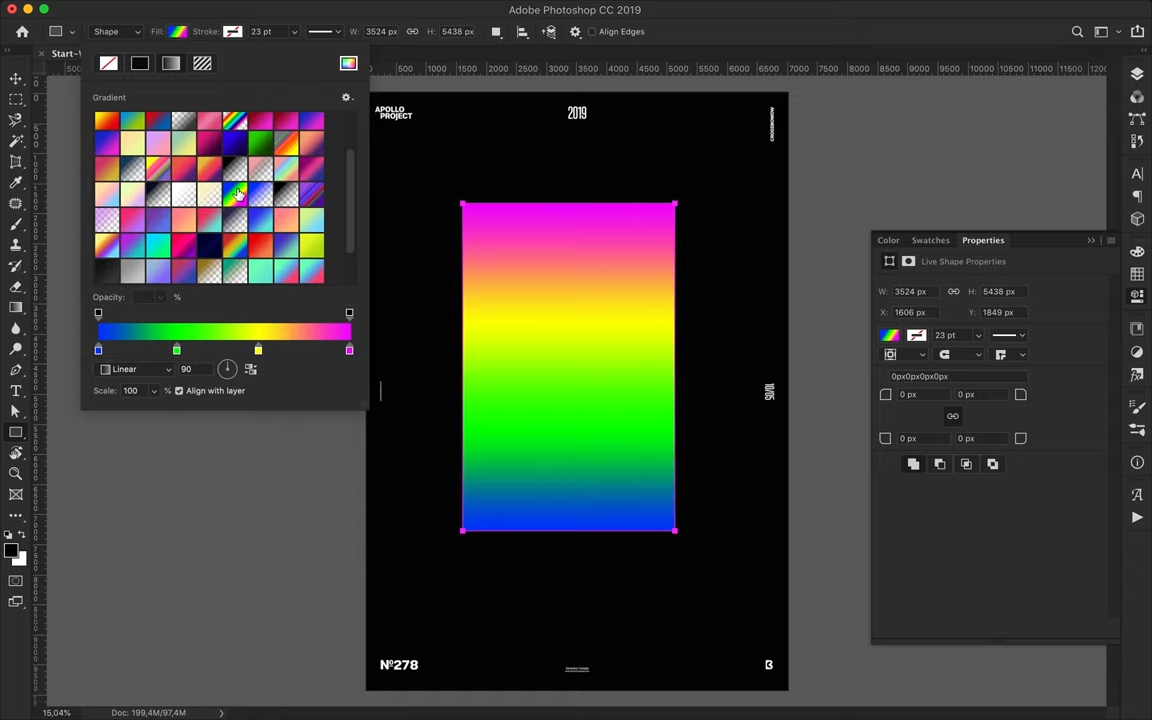 Adobe Photoshop CC 2019
Shape
Fill:
Stroke:
23 pt
W: 3524 px
H: 5438 px
Align Edges
Gradient
Opacity:
%
Linear
90
Scale: 100
%
Align with layer
APOLLO
PROJECT
2019
CROSSBOWOW
10/05
Nº278
Color
Swatches
Properties
Live Shape Properties
W: 3524 px
H: 5438 px
X: 1606 px
Y: 1849 px
23 pt
0px0px0px0px
0 px
0 px
0 px
0 px
15,04%
Doc: 199,4M/97,4M